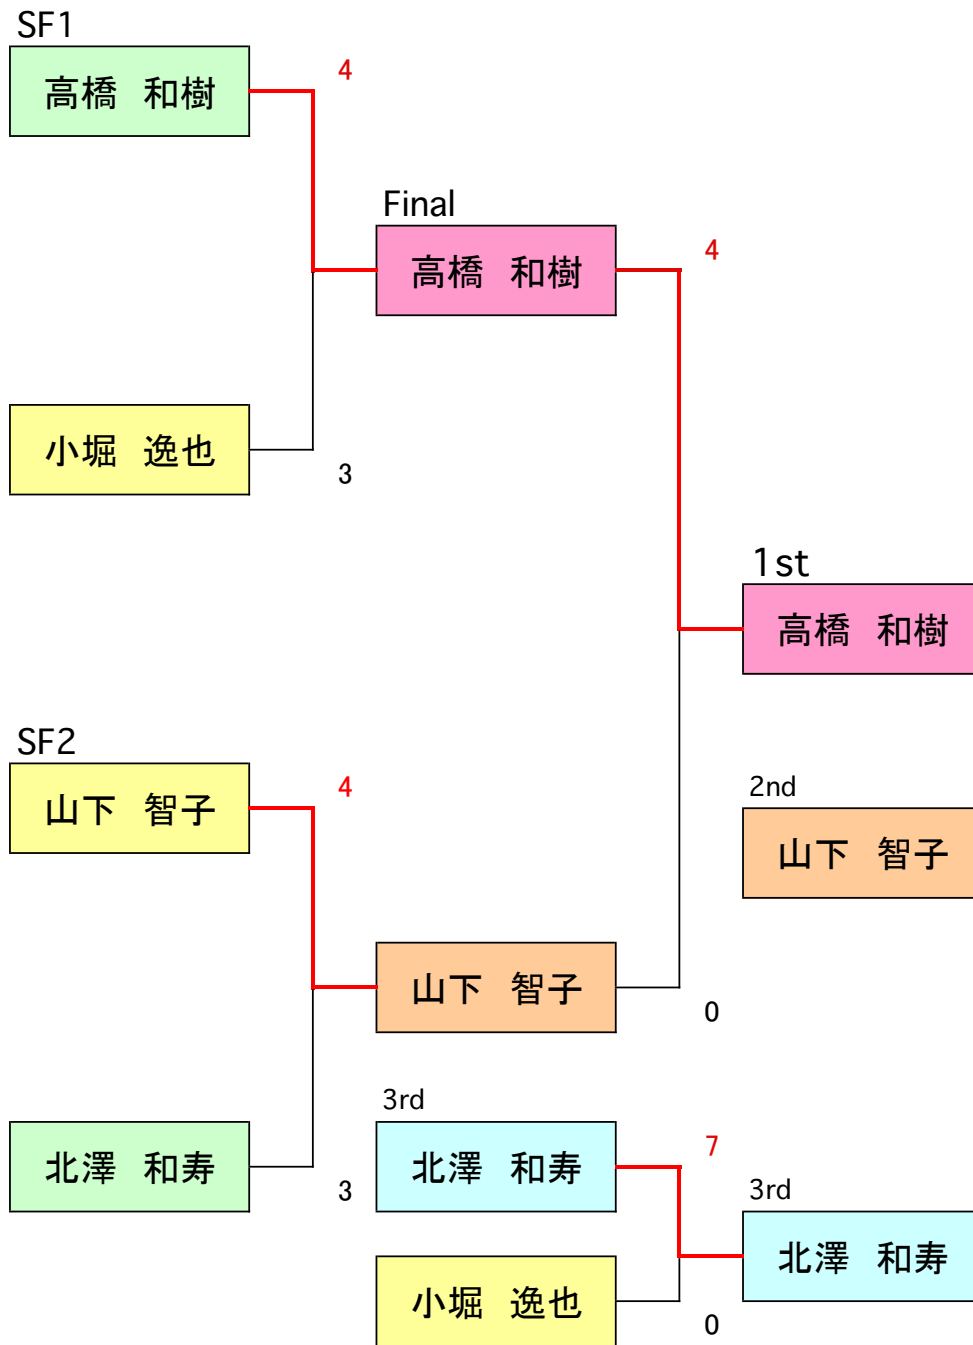 SF1
高橋　和樹
4
Final
高橋　和樹
4
小堀　逸也
3
1st
高橋　和樹
SF2
山下　智子
4
2nd
山下　智子
山下　智子
0
3rd
北澤　和寿
3
北澤　和寿
7
3rd
北澤　和寿
小堀　逸也
0